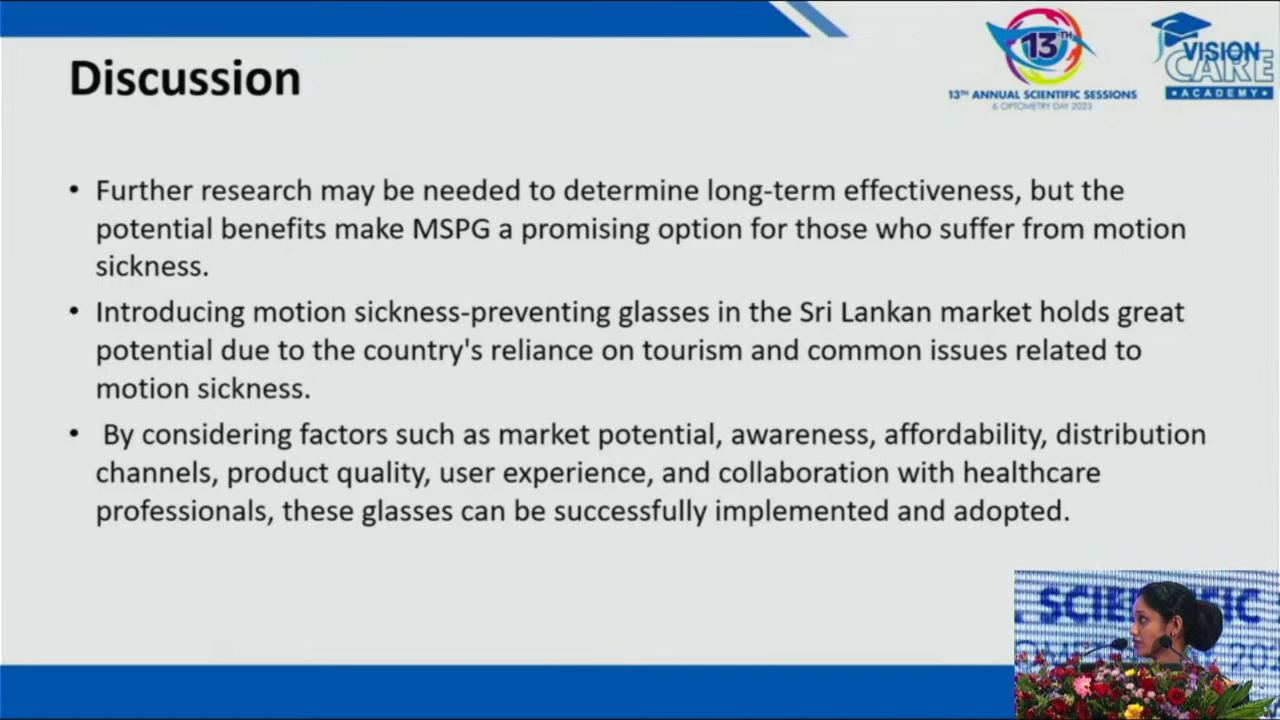 Discussion
13TH
13TH ANNUAL SCIENTIFIC SESSIONS
& OPTOMETRY DAY 2023
VISION
CARE
• ACADEMY •
• Further research may be needed to determine long-term effectiveness, but the
potential benefits make MSPG a promising option for those who suffer from motion
sickness.
• Introducing motion sickness-preventing glasses in the Sri Lankan market holds great
potential due to the country's reliance on tourism and common issues related to
motion sickness.
• By considering factors such as market potential, awareness, affordability, distribution
channels, product quality, user experience, and collaboration with healthcare
professionals, these glasses can be successfully implemented and adopted.